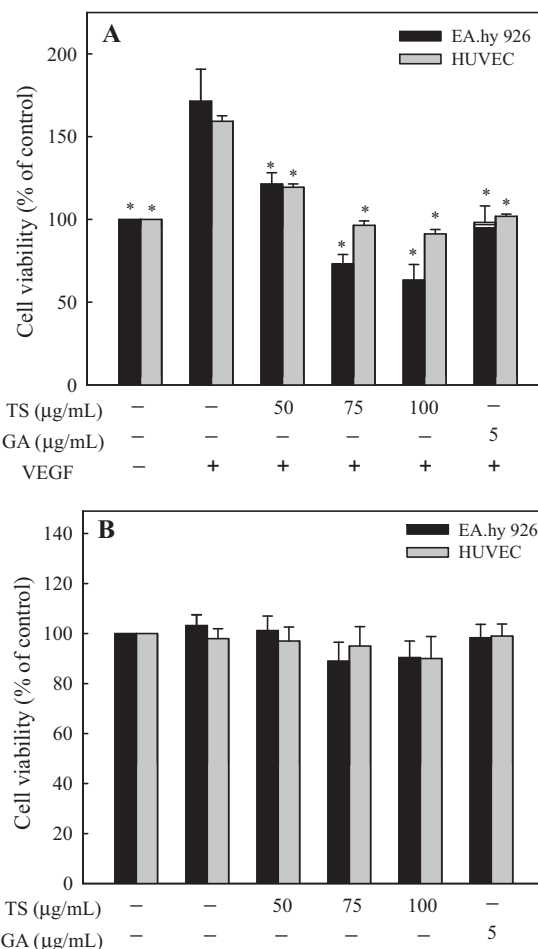 A
EA.hy 926
HUVEC
Cell viability (% of control)
200
150
100
50
0
* * * * * * * * * *
TS (μg/mL) – – 50 75 100 –
GA (μg/mL) – – – – – 5
VEGF – + + + + +
B
EA.hy 926
HUVEC
Cell viability (% of control)
140
120
100
80
60
40
20
0
TS (μg/mL) – – 50 75 100 –
GA (μg/mL) – – – – – 5